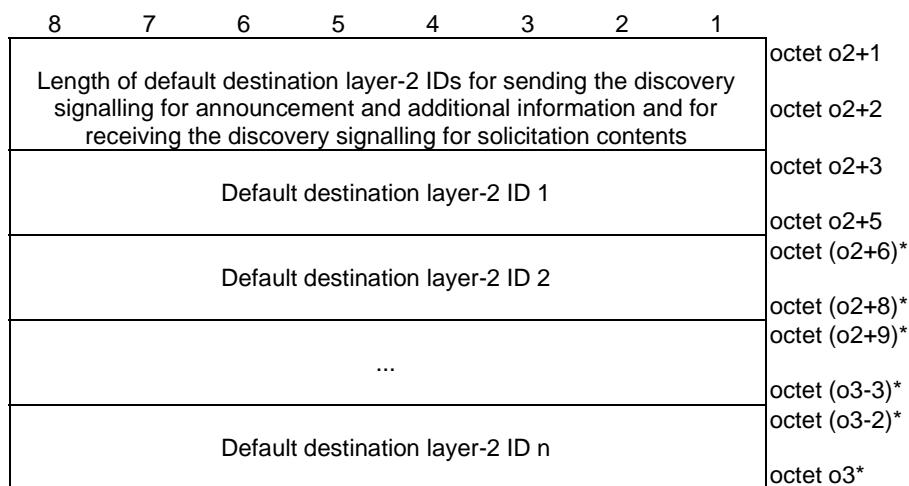 8 7 6 5 4 3 2 1
octet o2+1
Length of default destination layer-2 IDs for sending the discovery
signalling for announcement and additional information and for
receiving the discovery signalling for solicitation contents
octet o2+2
octet o2+3
Default destination layer-2 ID 1
octet o2+5
octet (o2+6)*
Default destination layer-2 ID 2
octet (o2+8)*
octet (o2+9)*
...
octet (o3-3)*
octet (o3-2)*
Default destination layer-2 ID n
octet o3*